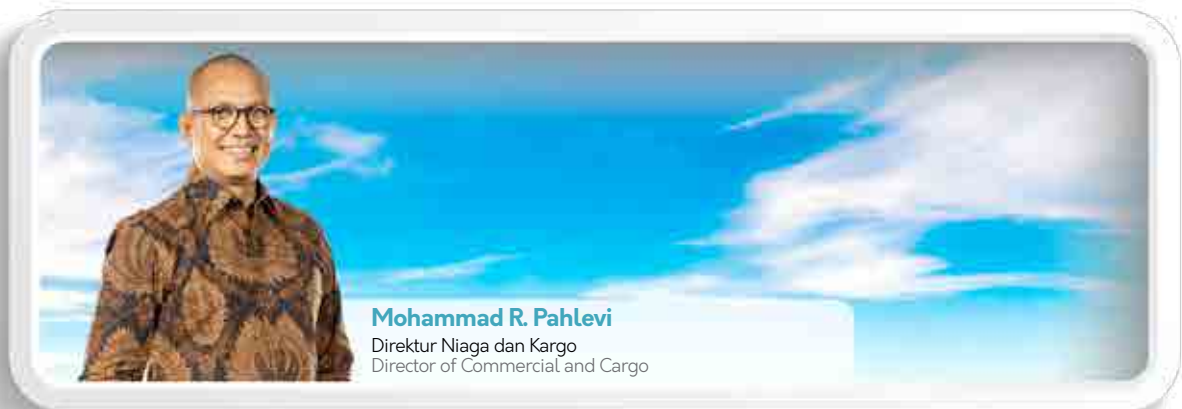 Mohammad R. Pahlevi
Direktur Niaga dan Kargo
Director of Commercial and Cargo